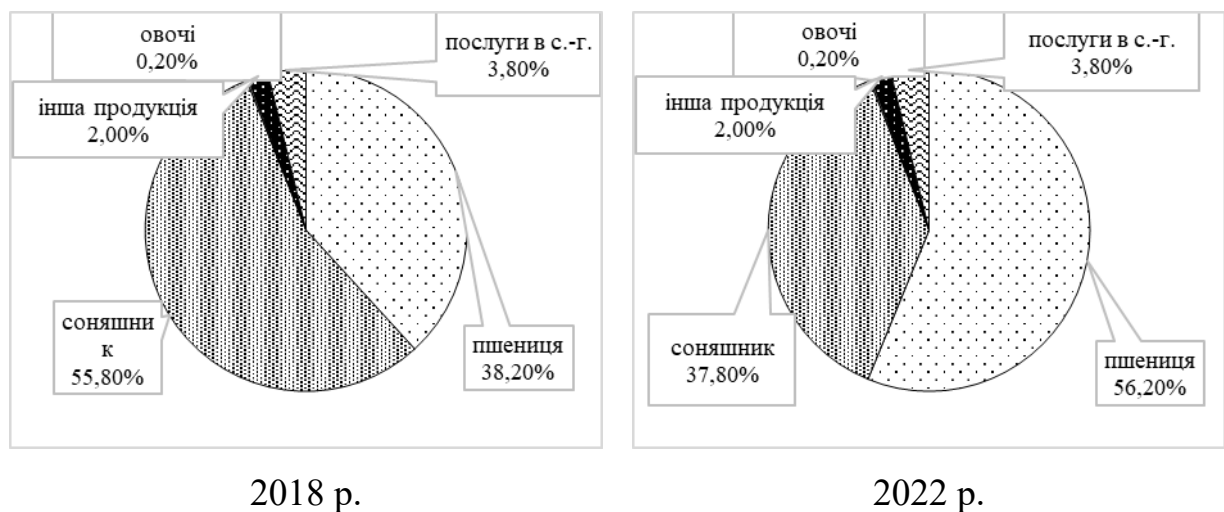 овочі
0,20%
послуги в с.-г.
3,80%
інша продукція
2,00%
соняшни
к
55,80%
пшениця
38,20%
2018 р.
овочі
0,20%
послуги в с.-г.
3,80%
інша продукція
2,00%
соняшник
37,80%
пшениця
56,20%
2022 р.